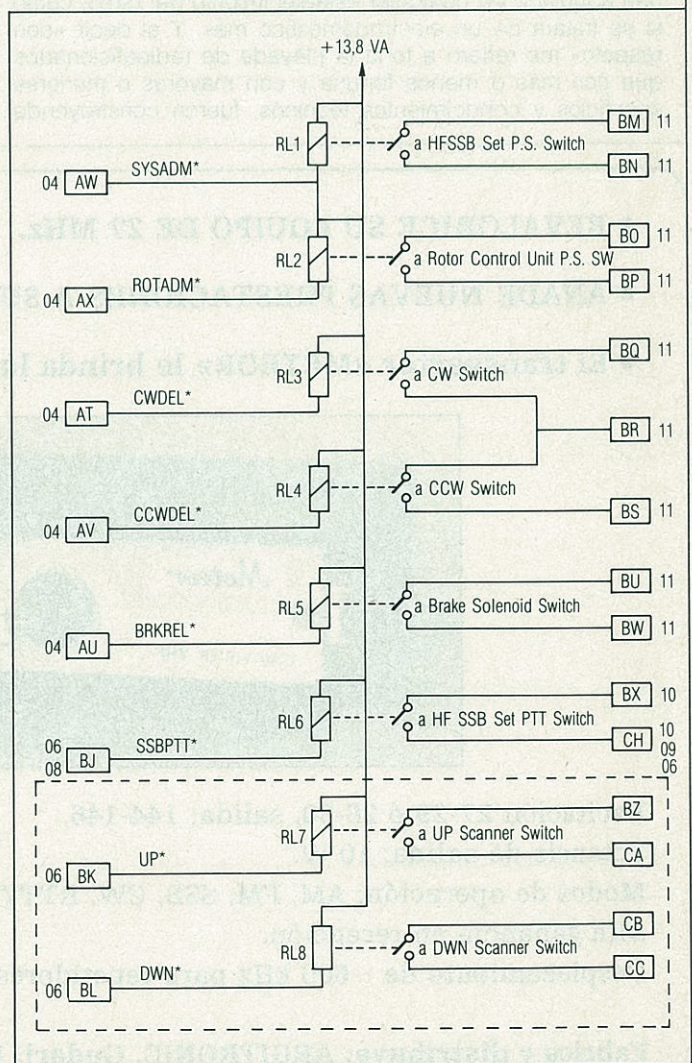 +13,8 VA
RL1
a HFSSB Set P.S. Switch
BM 11
BN 11
SYSADM*
04 AW
RL2
a Rotor Control Unit P.S. SW
BO 11
BP 11
ROTADM*
04 AX
RL3
a CW Switch
BQ 11
CWDEL*
04 AT
BR 11
RL4
a CCW Switch
BS 11
CCWDEL*
04 AV
RL5
a Brake Solenoid Switch
BU 11
BW 11
BRKREL*
04 AU
RL6
a HF SSB Set PTT Switch
BX 10
CH 10
09
06
SSBPTT*
06
08 BJ
RL7
a UP Scanner Switch
BZ
CA
UP*
06 BK
RL8
a DWN Scanner Switch
CB
CC
DWN*
06 BL